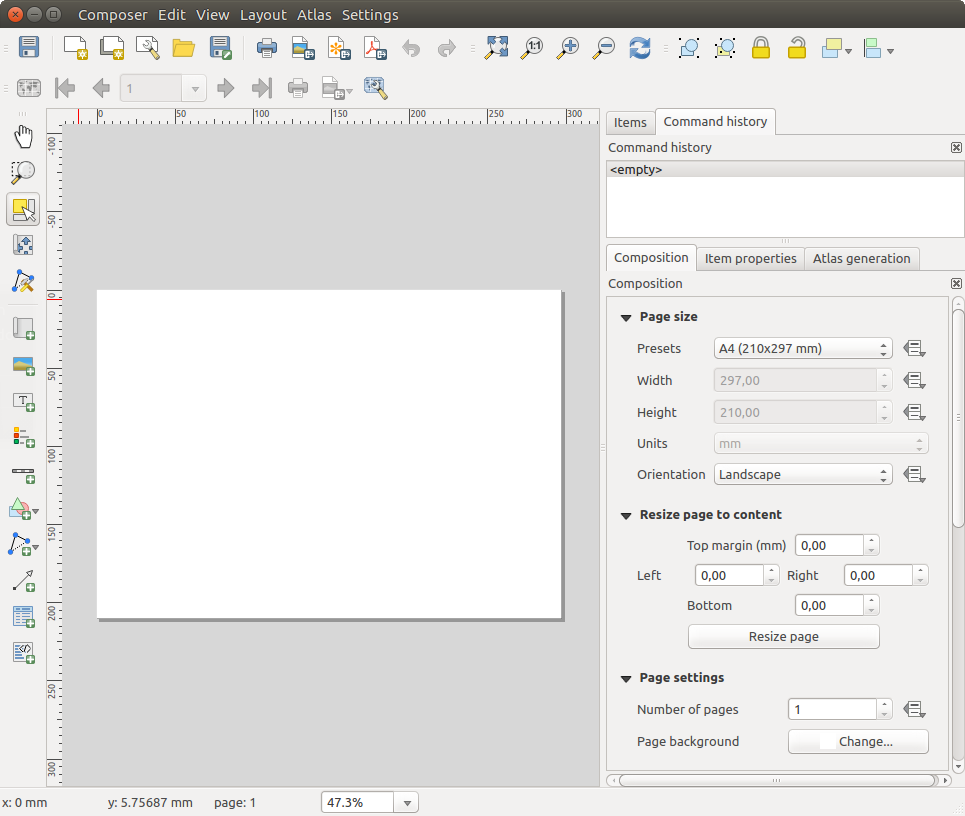 Composer Edit View Layout Atlas Settings
1:1
1
0 50 100 150 200 250 300
-100
-50
0
50
100
150
200
250
300
T
Items Command history
Command history
<empty>
Composition Item properties Atlas generation
Composition
Page size
Presets A4 (210x297 mm)
Width 297,00
Height 210,00
Units mm
Orientation Landscape
Resize page to content
Top margin (mm) 0,00
Left 0,00 Right 0,00
Bottom 0,00
Resize page
Page settings
Number of pages 1
Page background Change...
x: 0 mm y: 5.75687 mm page: 1 47.3%